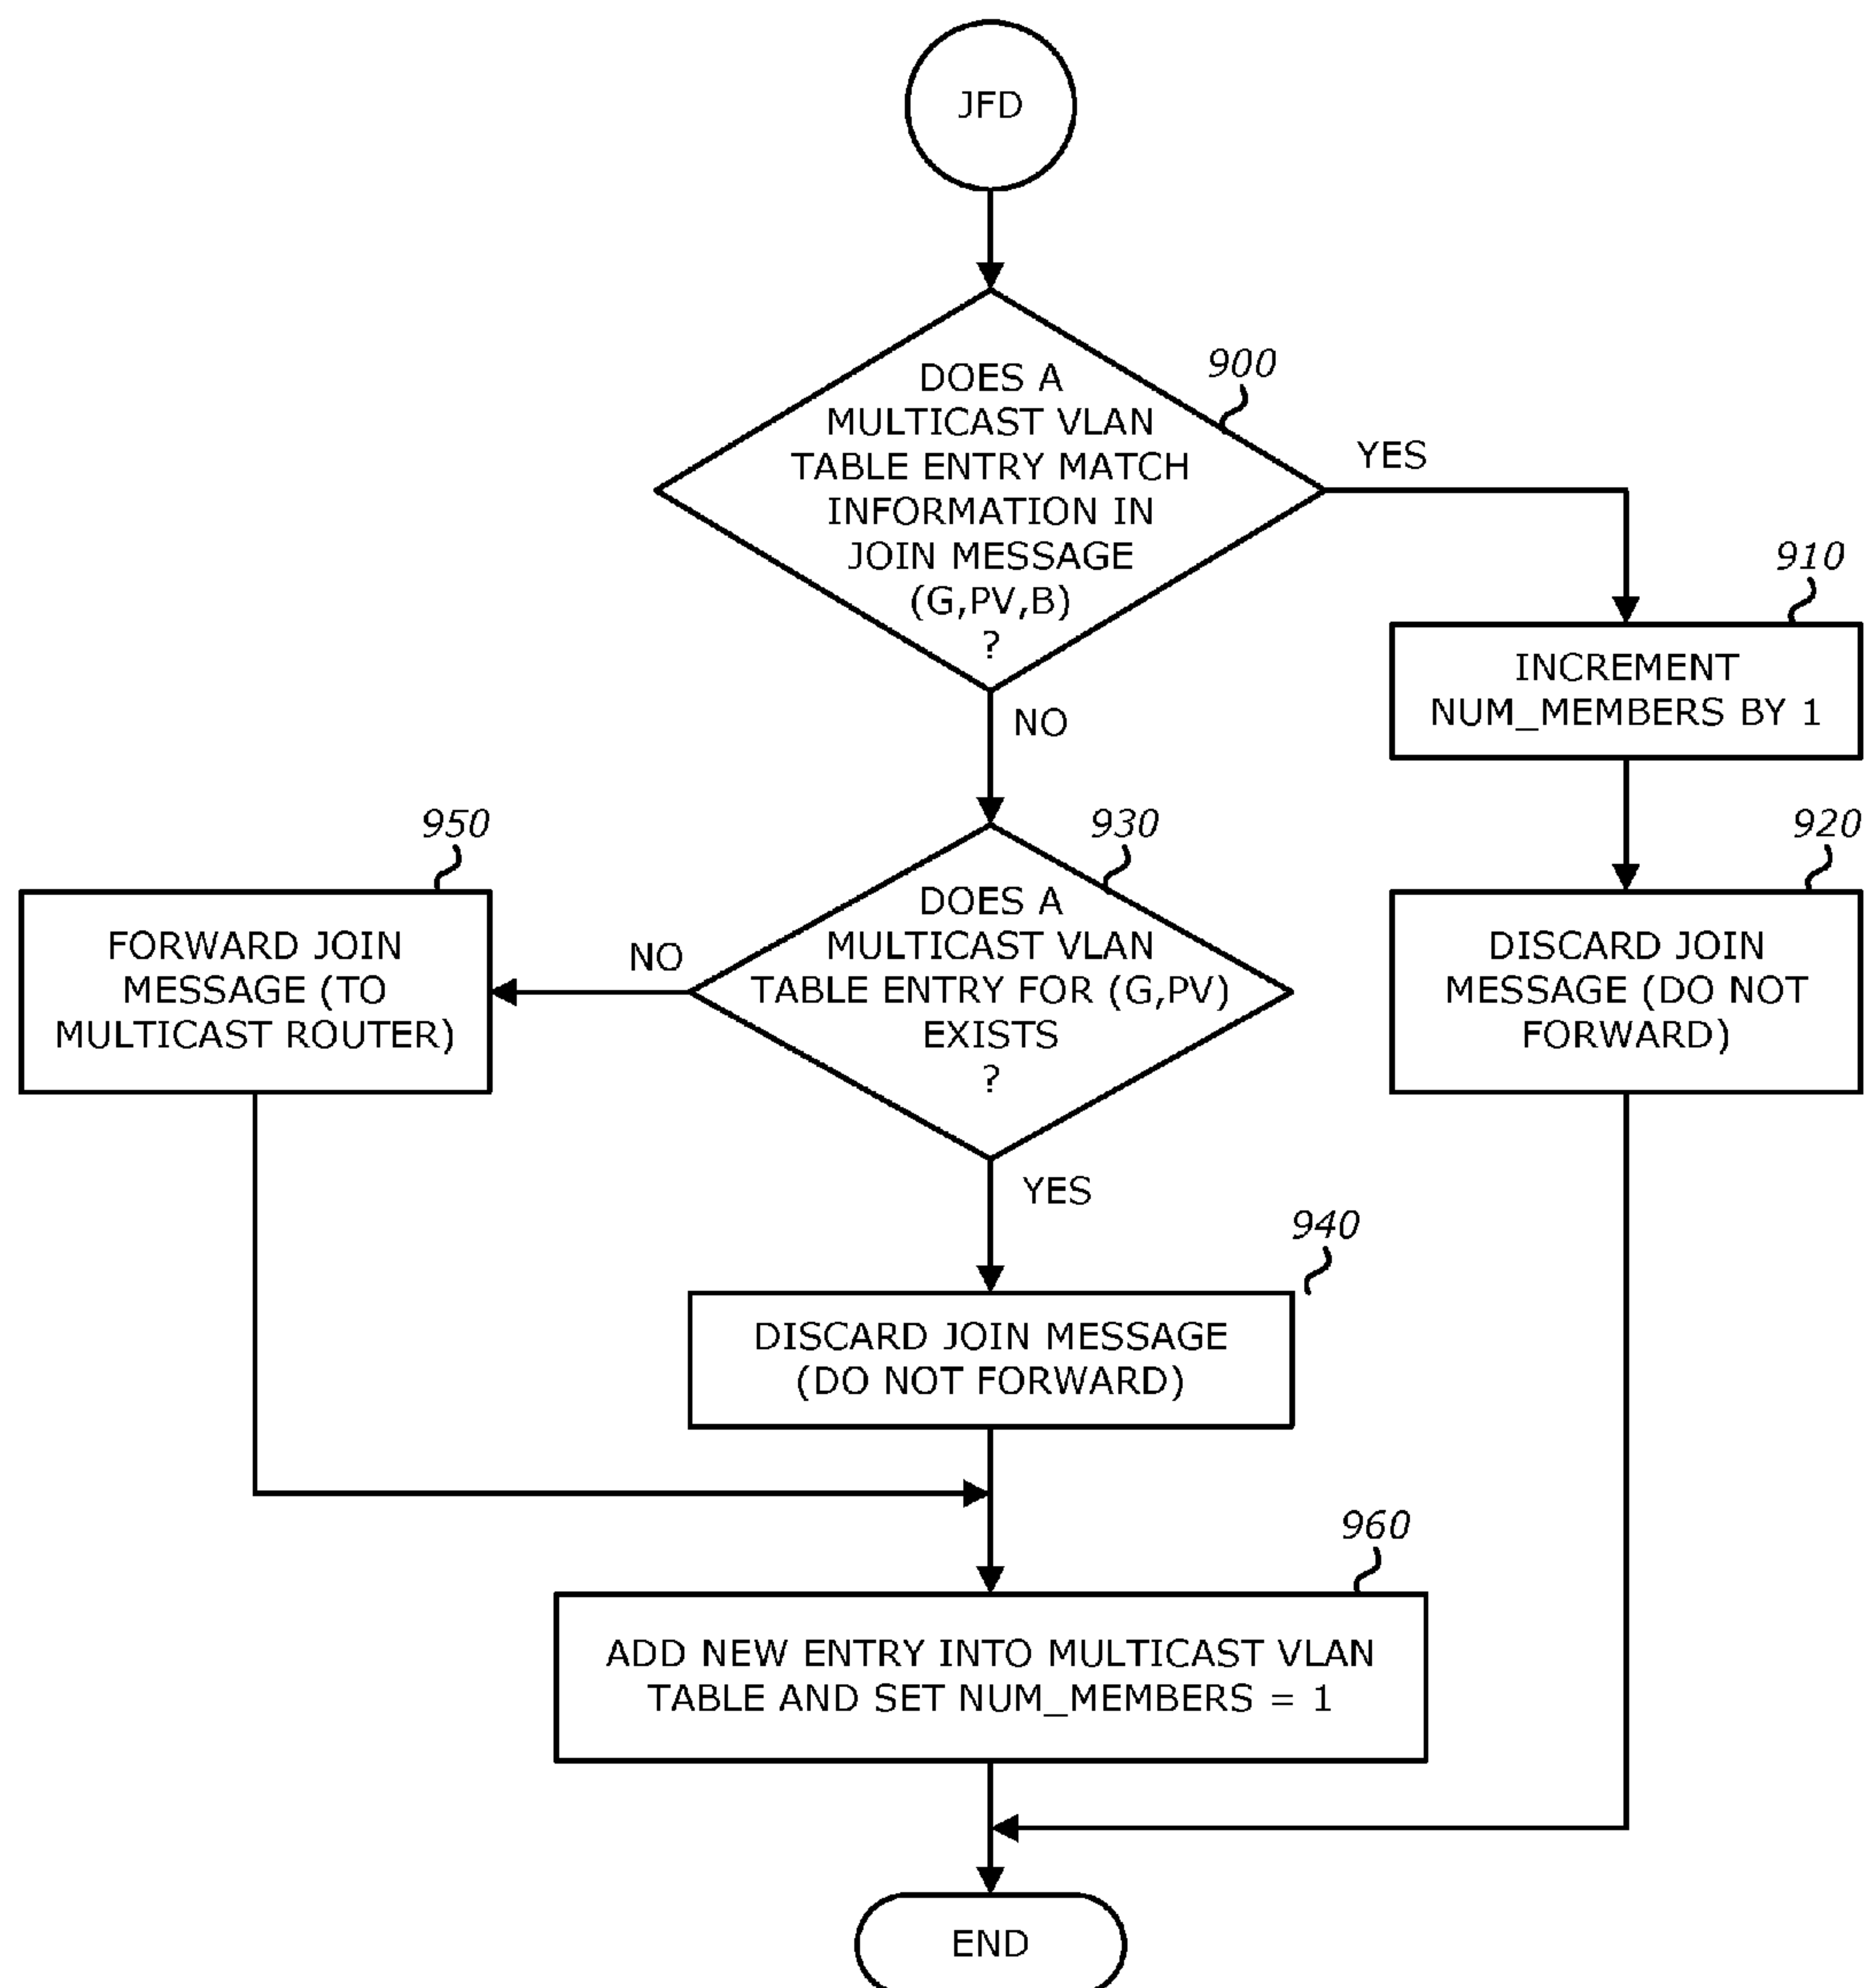 JFD
DOES A
MULTICAST VLAN
TABLE ENTRY MATCH
INFORMATION IN
JOIN MESSAGE
(G,PV,B)
?
900
YES
910
INCREMENT
NUM_MEMBERS BY 1
NO
920
DISCARD JOIN
MESSAGE (DO NOT
FORWARD)
930
DOES A
MULTICAST VLAN
TABLE ENTRY FOR (G,PV)
EXISTS
?
NO
950
FORWARD JOIN
MESSAGE (TO
MULTICAST ROUTER)
YES
940
DISCARD JOIN MESSAGE
(DO NOT FORWARD)
960
ADD NEW ENTRY INTO MULTICAST VLAN
TABLE AND SET NUM_MEMBERS = 1
END